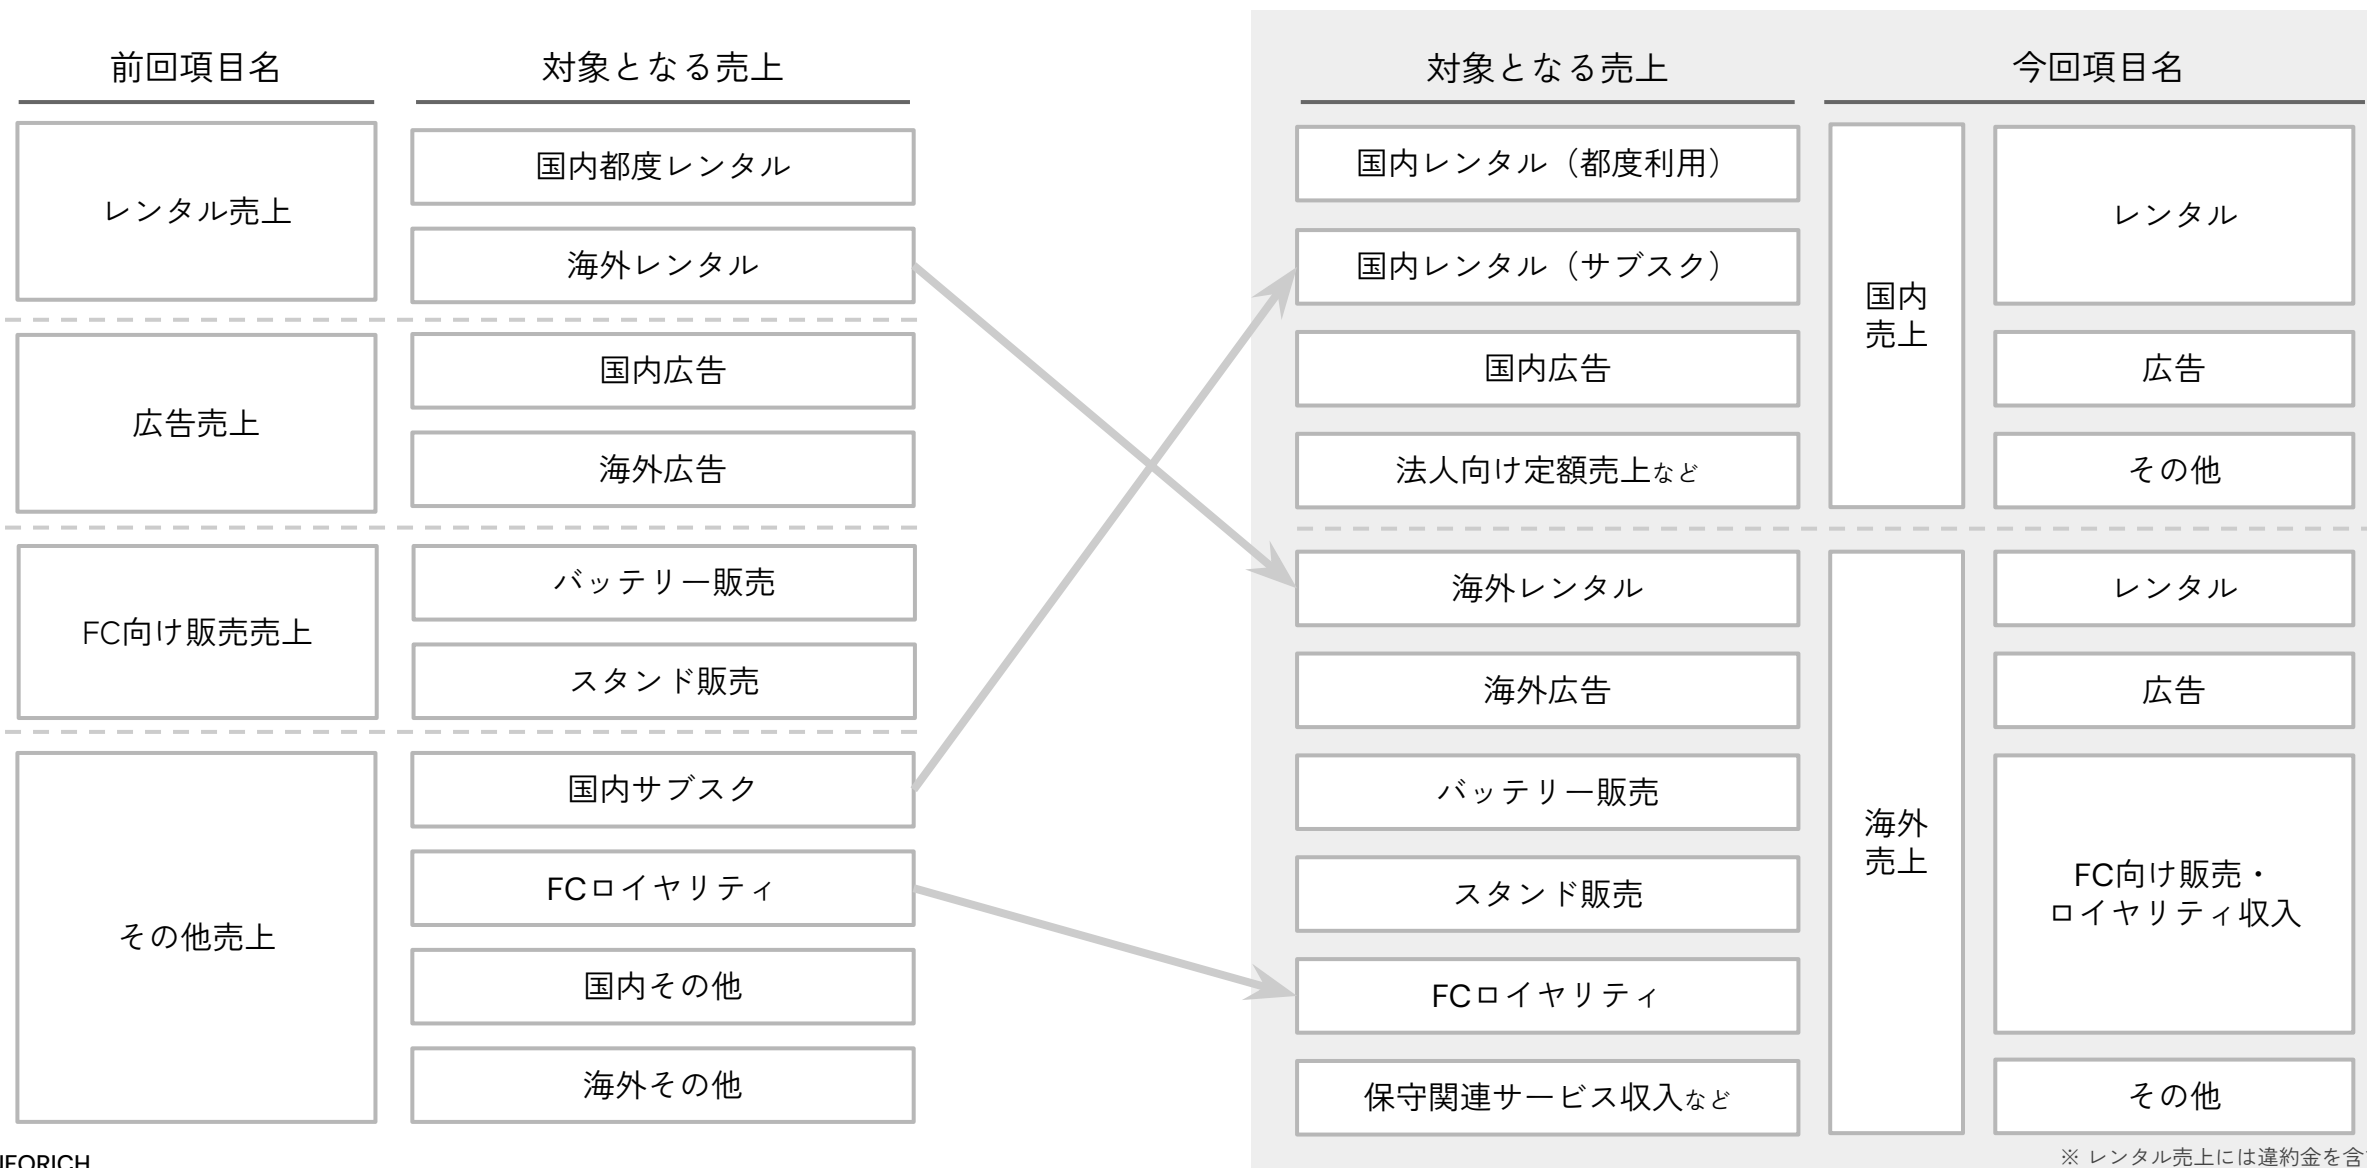 前回項目名
対象となる売上
レンタル売上
国内都度レンタル
海外レンタル
広告売上
国内広告
海外広告
FC向け販売売上
バッテリー販売
スタンド販売
その他売上
国内サブスク
FCロイヤリティ
国内その他
海外その他
対象となる売上
今回項目名
国内レンタル（都度利用）
国内レンタル（サブスク）
国内広告
法人向け定額売上など
国内
売上
レンタル
広告
その他
海外レンタル
海外広告
バッテリー販売
スタンド販売
FCロイヤリティ
保守関連サービス収入など
海外
売上
レンタル
広告
FC向け販売・
ロイヤリティ収入
その他
※ レンタル売上には違約金を含